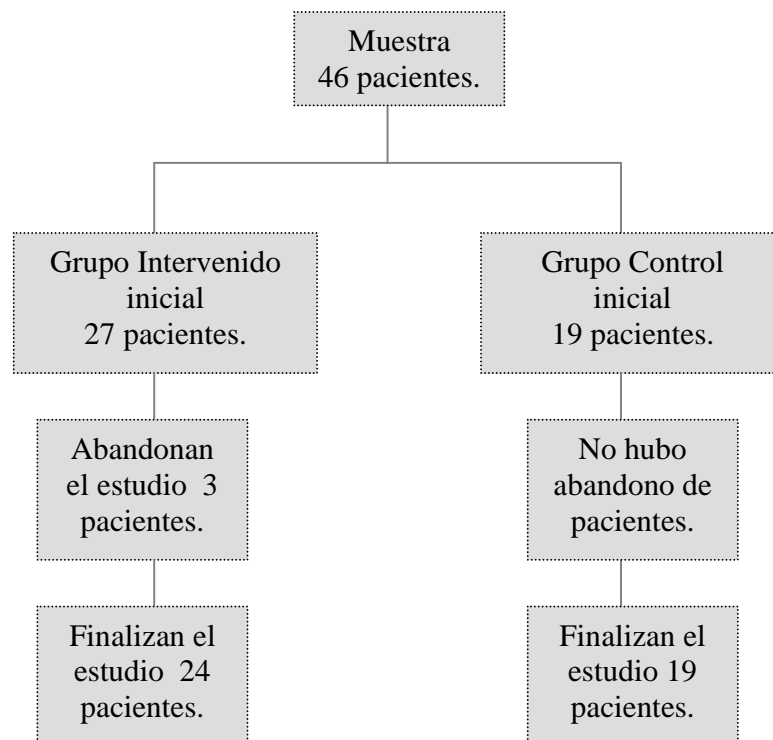 Muestra
46 pacientes.
Grupo Intervenido
inicial
27 pacientes.
Grupo Control
inicial
19 pacientes.
Abandonan
el estudio  3
pacientes.
No hubo
abandono de
pacientes.
Finalizan el
estudio  24
pacientes.
Finalizan el
estudio 19
pacientes.